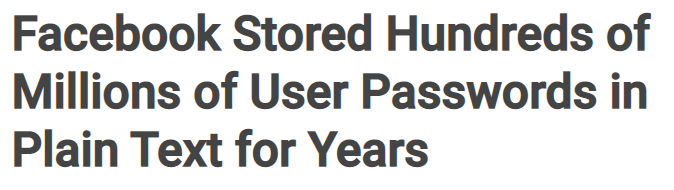 Facebook Stored Hundreds of
Millions of User Passwords in
Plain Text for Years